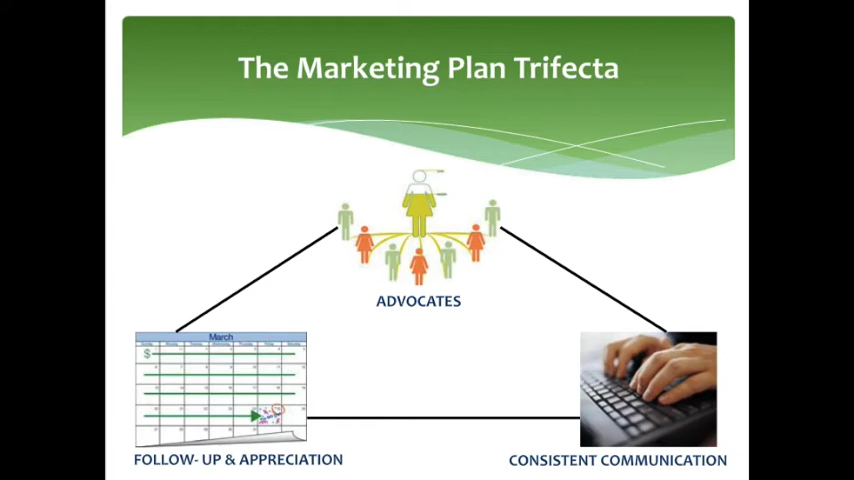 The Marketing Plan Trifecta
ADVOCATES
March
$
FOLLOW- UP & APPRECIATION
CONSISTENT COMMUNICATION